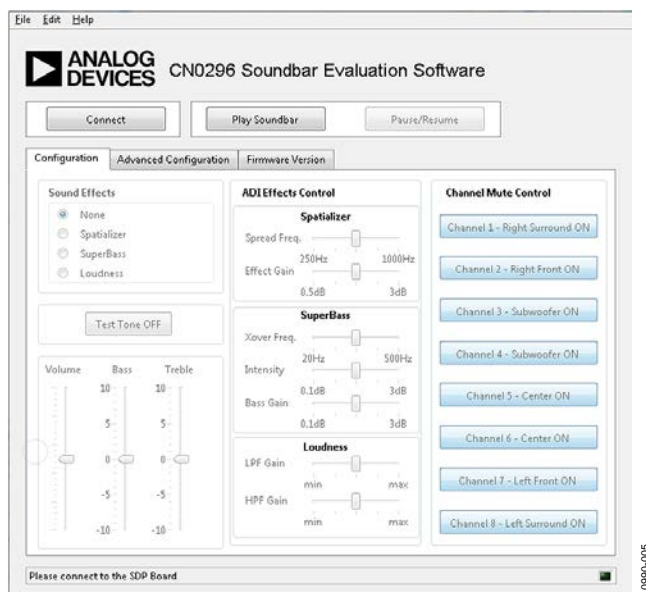 File Edit Help
ANALOG
DEVICES
CN0296 Soundbar Evaluation Software
Connect
Play Soundbar
Pause/Resume
Configuration
Advanced Configuration
Firmware Version
Sound Effects
None
Spatializer
SuperBass
Loudness
Test Tone OFF
Volume Bass Treble
10 10
5 5
0 0
-5 -5
-10 -10
ADI Effects Control
Spatializer
Spread Freq.
250Hz 1000Hz
Effect Gain
0.5dB 3dB
SuperBass
Xover Freq.
20Hz 500Hz
Intensity
0.1dB 3dB
Bass Gain
0.1dB 3dB
Loudness
LPF Gain
min max
HPF Gain
min max
Channel Mute Control
Channel 1 - Right Surround ON
Channel 2 - Right Front ON
Channel 3 - Subwoofer ON
Channel 4 - Subwoofer ON
Channel 5 - Center ON
Channel 6 - Center ON
Channel 7 - Left Front ON
Channel 8 - Left Surround ON
Please connect to the SDP Board